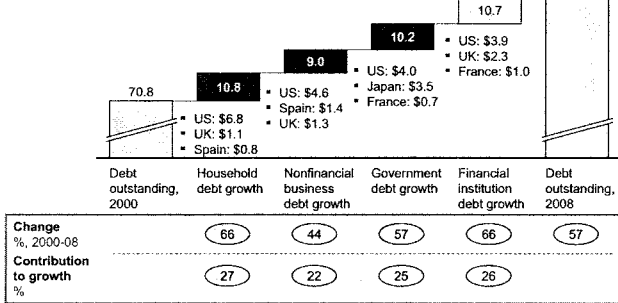 10.7
10.2
9.0
10.8
70.8
▪ US: $3.9
▪ UK: $2.3
▪ France: $1.0
▪ US: $4.0
▪ Japan: $3.5
▪ France: $0.7
▪ US: $4.6
▪ Spain: $1.4
▪ UK: $1.3
▪ US: $6.8
▪ UK: $1.1
▪ Spain: $0.8
Debt
outstanding,
2000
Household
debt growth
Nonfinancial
business
debt growth
Government
debt growth
Financial
institution
debt growth
Debt
outstanding,
2008
Change
%, 2000-08
66 44 57 66 57
Contribution
to growth
%
27 22 25 26